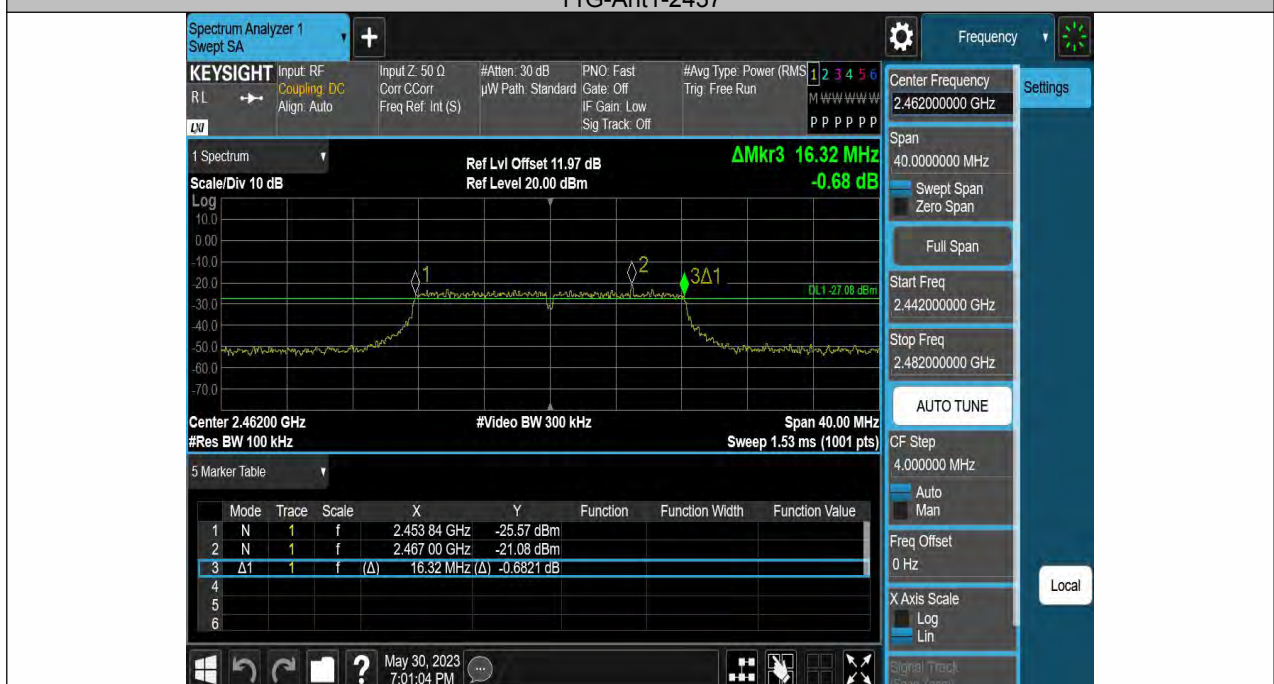 11G-Ant1-2437
Spectrum Analyzer 1
Swept SA
+
Frequency
KEYSIGHT
RL
LXI
Input: RF
Coupling: DC
Align: Auto
Input Z: 50 Ω
Corr CCorr
Freq Ref: Int (S)
#Atten: 30 dB
µW Path: Standard
PNO: Fast
Gate: Off
IF Gain: Low
Sig Track: Off
#Avg Type: Power (RMS
Trig: Free Run
1 2 3 4 5 6
M W W W W W
P P P P P P
Settings
Center Frequency
2.462000000 GHz
Span
40.0000000 MHz
Swept Span
Zero Span
Full Span
Start Freq
2.442000000 GHz
Stop Freq
2.482000000 GHz
AUTO TUNE
CF Step
4.000000 MHz
Auto
Man
Freq Offset
0 Hz
X Axis Scale
Log
Lin
Signal Track
Local
1 Spectrum
Scale/Div 10 dB
Ref Lvl Offset 11.97 dB
Ref Level 20.00 dBm
ΔMkr3 16.32 MHz
-0.68 dB
Log
10.0
0.00
-10.0
-20.0
-30.0
-40.0
-50.0
-60.0
-70.0
1
2
3Δ1
DL1 -27.08 dBm
Center 2.46200 GHz
#Video BW 300 kHz
Span 40.00 MHz
#Res BW 100 kHz
Sweep 1.53 ms (1001 pts)
5 Marker Table
Mode Trace Scale X Y Function Function Width Function Value
1 N 1 f 2.453 84 GHz -25.57 dBm
2 N 1 f 2.467 00 GHz -21.08 dBm
3 Δ1 1 f (Δ) 16.32 MHz (Δ) -0.6821 dB
4
5
6
?
May 30, 2023
7:01:04 PM